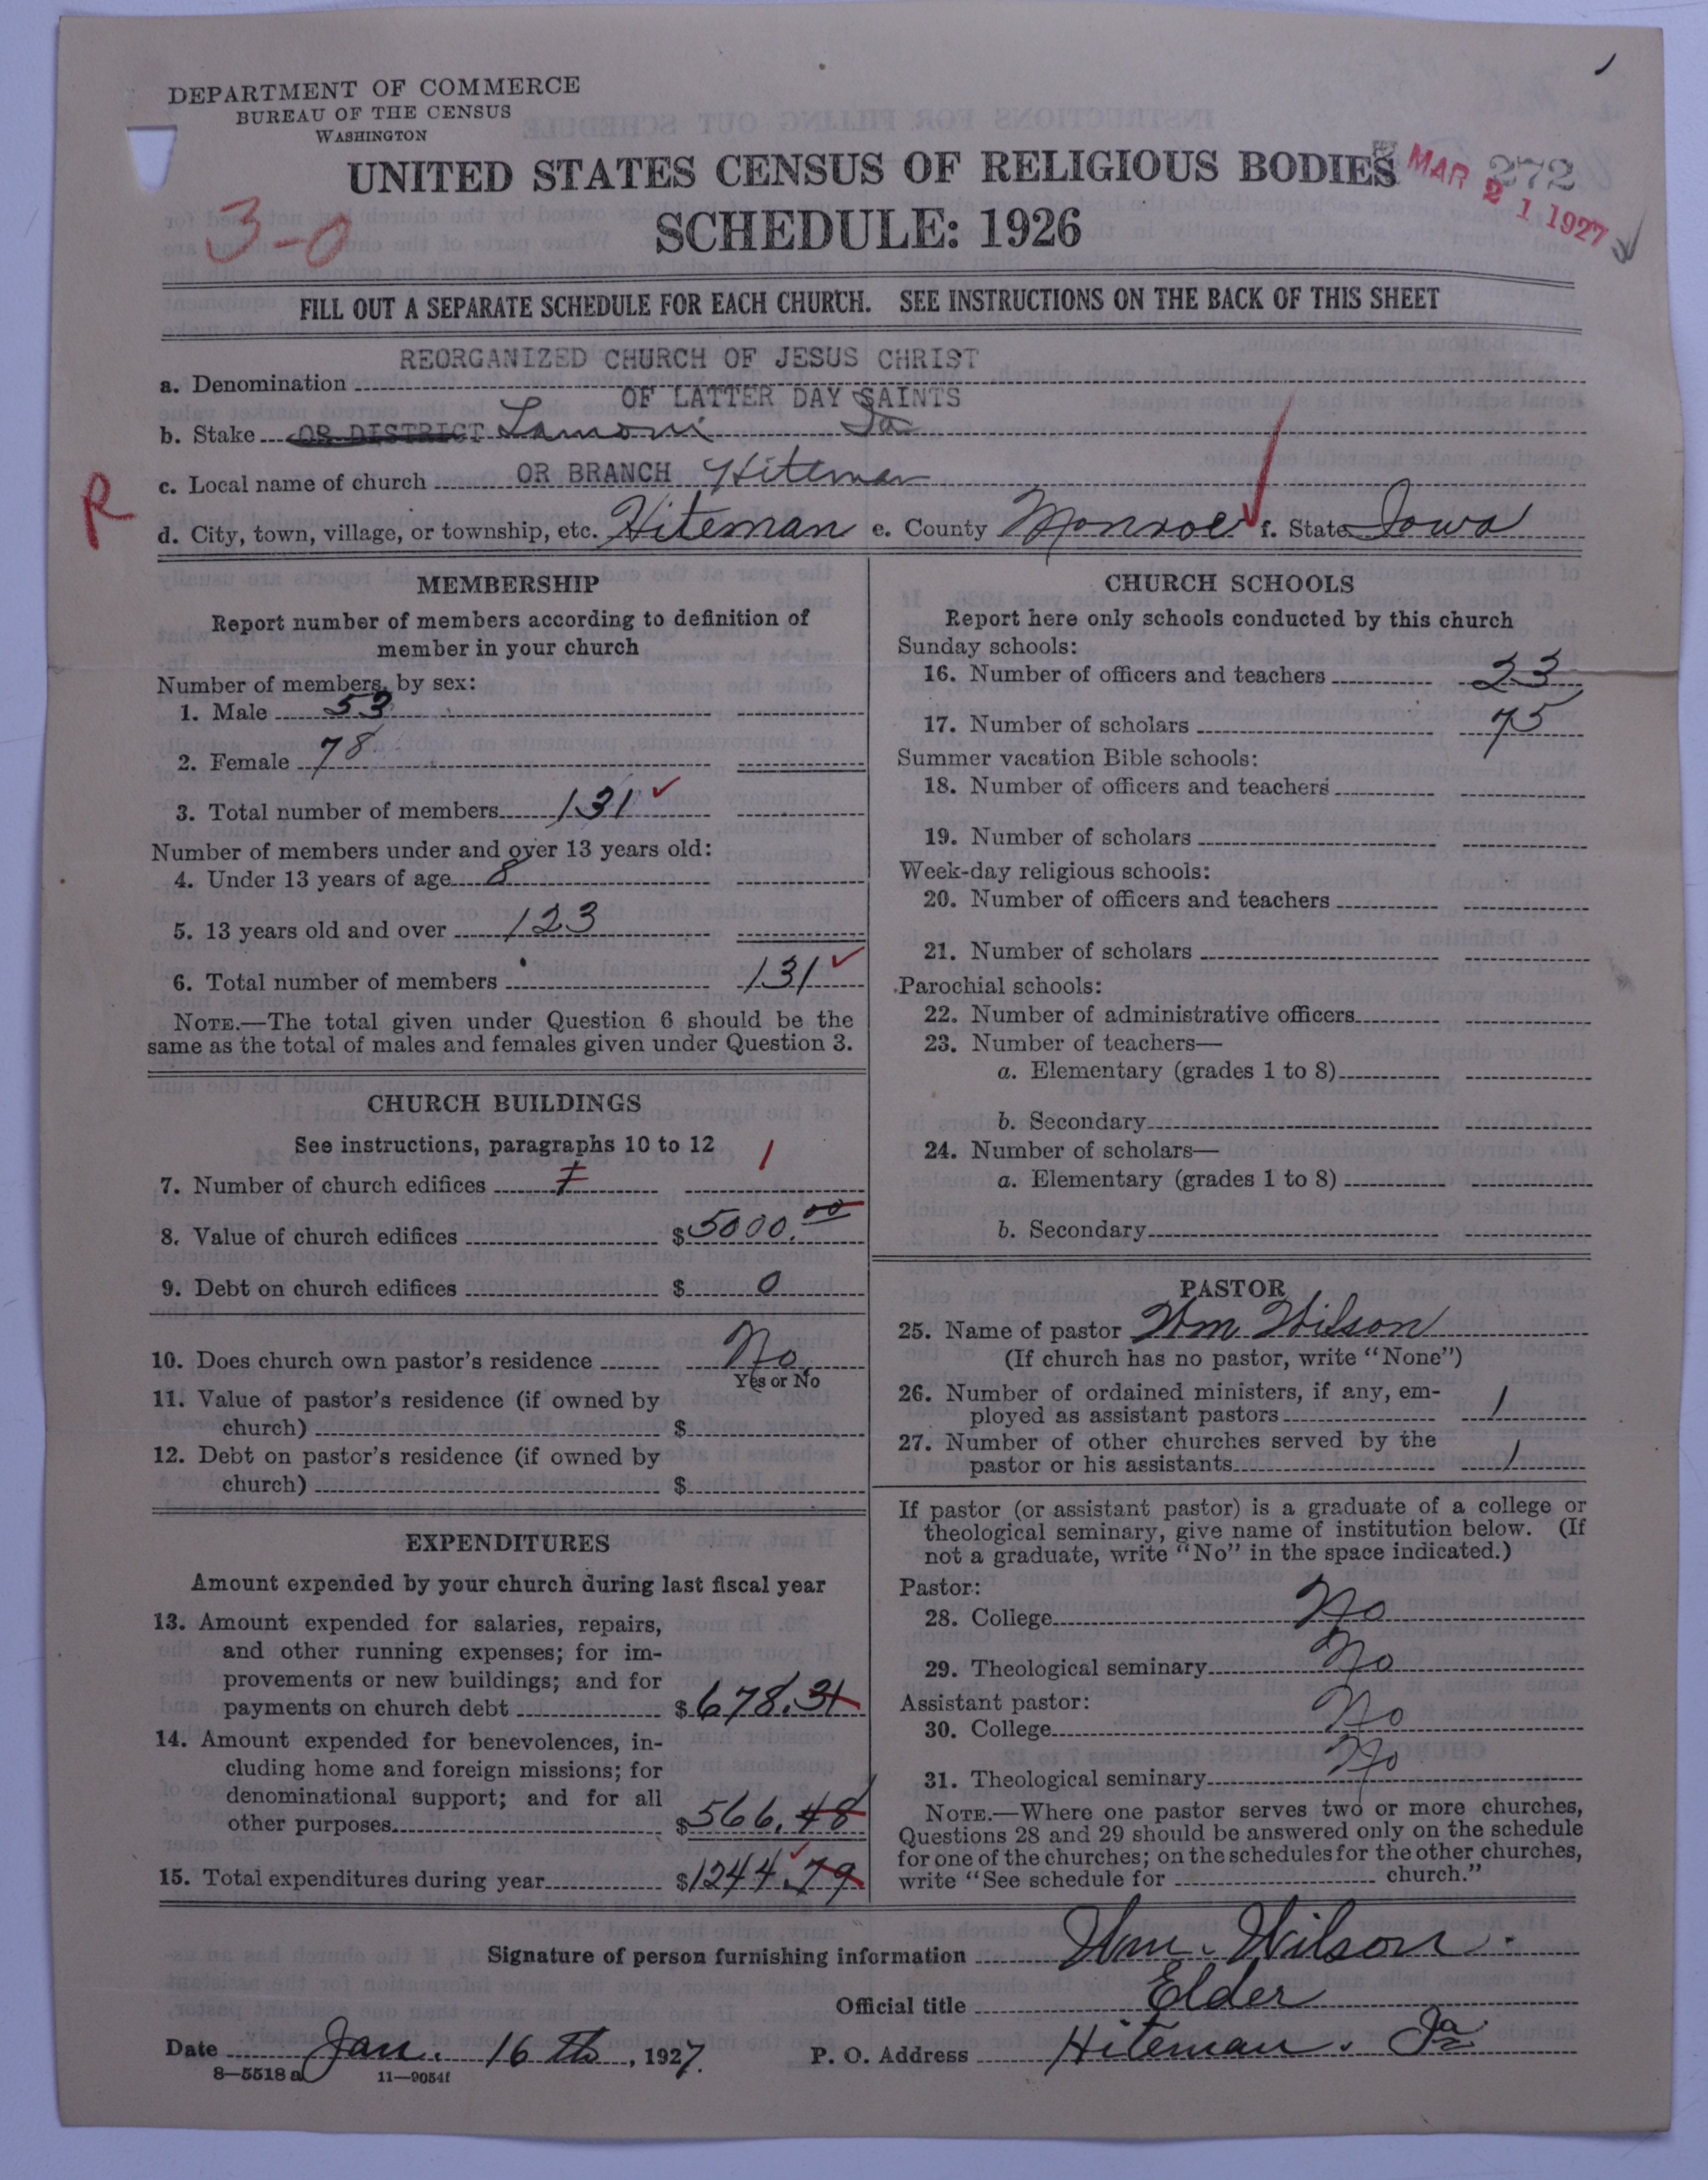 DEPARTMENT OF COMMERCE
BUREAU OF THE CENSUS
WASHINGTON
UNITED STATES CENSUS OF RELIGIOUS BODIES
272
MAR 21 1927
3-0
SCHEDULE: 1926
FILL OUT A SEPARATE SCHEDULE FOR EACH CHURCH. SEE INSTRUCTIONS ON THE BACK OF THIS SHEET
REORGANIZED CHURCH OF JESUS CHRIST
a. Denomination
OF LATTER DAY SAINTS
b. Stake OR DISTRICT Lamoni Ia
c. Local name of church OR BRANCH Hiteman
R
d. City, town, village, or township, etc. Hiteman e. County Monroe f. State Iowa
MEMBERSHIP
Report number of members according to definition of
member in your church
Number of members, by sex:
1. Male 53
2. Female 78
3. Total number of members 131
Number of members under and over 13 years old:
4. Under 13 years of age 8
5. 13 years old and over 123
6. Total number of members 131
NOTE.—The total given under Question 6 should be the
same as the total of males and females given under Question 3.
CHURCH BUILDINGS
See instructions, paragraphs 10 to 12
7. Number of church edifices 1 1
8. Value of church edifices $5000.00
9. Debt on church edifices $ 0
10. Does church own pastor's residence No.
Yes or No
11. Value of pastor's residence (if owned by
church) $
12. Debt on pastor's residence (if owned by
church) $
EXPENDITURES
Amount expended by your church during last fiscal year
13. Amount expended for salaries, repairs,
and other running expenses; for im-
provements or new buildings; and for
payments on church debt $678.31
14. Amount expended for benevolences, in-
cluding home and foreign missions; for
denominational support; and for all
other purposes $566.48
15. Total expenditures during year $1244.79
CHURCH SCHOOLS
Report here only schools conducted by this church
Sunday schools:
16. Number of officers and teachers 23
17. Number of scholars 75
Summer vacation Bible schools:
18. Number of officers and teachers
19. Number of scholars
Week-day religious schools:
20. Number of officers and teachers
21. Number of scholars
Parochial schools:
22. Number of administrative officers
23. Number of teachers—
a. Elementary (grades 1 to 8)
b. Secondary
24. Number of scholars—
a. Elementary (grades 1 to 8)
b. Secondary
PASTOR
25. Name of pastor Wm Wilson
(If church has no pastor, write "None")
26. Number of ordained ministers, if any, em-
ployed as assistant pastors 1
27. Number of other churches served by the
pastor or his assistants 1
If pastor (or assistant pastor) is a graduate of a college or
theological seminary, give name of institution below. (If
not a graduate, write "No" in the space indicated.)
Pastor:
28. College No
29. Theological seminary No
Assistant pastor:
30. College No
31. Theological seminary No
NOTE.—Where one pastor serves two or more churches,
Questions 28 and 29 should be answered only on the schedule
for one of the churches; on the schedules for the other churches,
write "See schedule for church."
Signature of person furnishing information Wm. Wilson.
Official title Elder
Date Jan. 16 th, 1927. P. O. Address Hiteman. Ia
8—5518 a 11—9054f